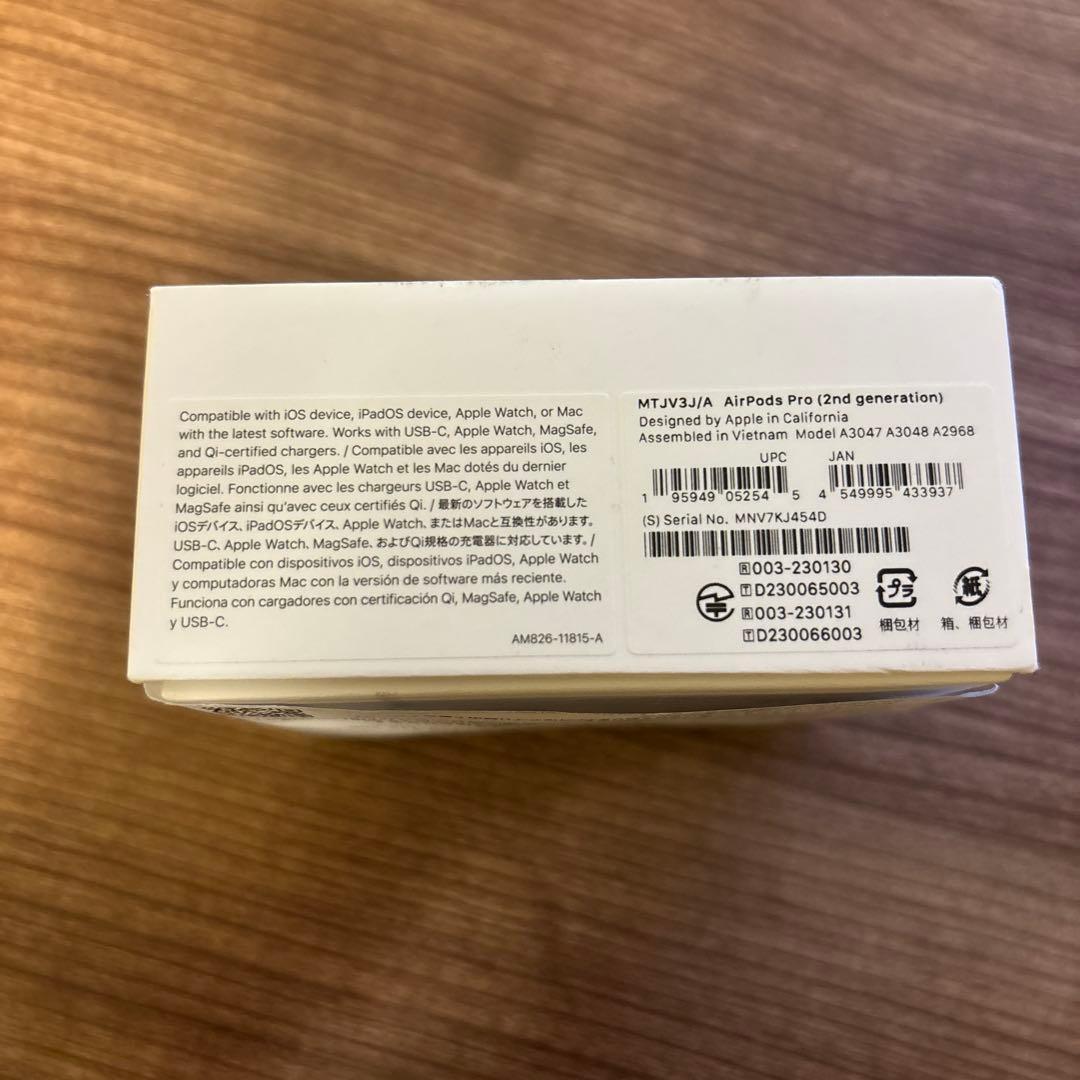 Compatible with iOS device, iPadOS device, Apple Watch, or Mac
with the latest software. Works with USB-C, Apple Watch, MagSafe,
and Qi-certified chargers. / Compatible avec les appareils iOS, les
appareils iPadOS, les Apple Watch et les Mac dotés du dernier
logiciel. Fonctionne avec les chargeurs USB-C, Apple Watch et
MagSafe ainsi qu'avec ceux certifiés Qi. / 最新のソフトウェアを搭載した
iOSデバイス、iPadOSデバイス、Apple Watch、またはMacと互換性があります。
USB-C、Apple Watch、MagSafe、およびQi規格の充電器に対応しています。/
Compatible con dispositivos iOS, dispositivos iPadOS, Apple Watch
y computadoras Mac con la versión de software más reciente.
Funciona con cargadores con certificación Qi, MagSafe, Apple Watch
y USB-C.
AM826-11815-A
MTJV3J/A AirPods Pro (2nd generation)
Designed by Apple in California
Assembled in Vietnam Model A3047 A3048 A2968
UPC JAN
1 95949 05254 5 4 549995 433937
(S) Serial No. MNV7KJ454D
R 003-230130
T D230065003
R 003-230131
T D230066003
プラ
梱包材
紙
箱、梱包材